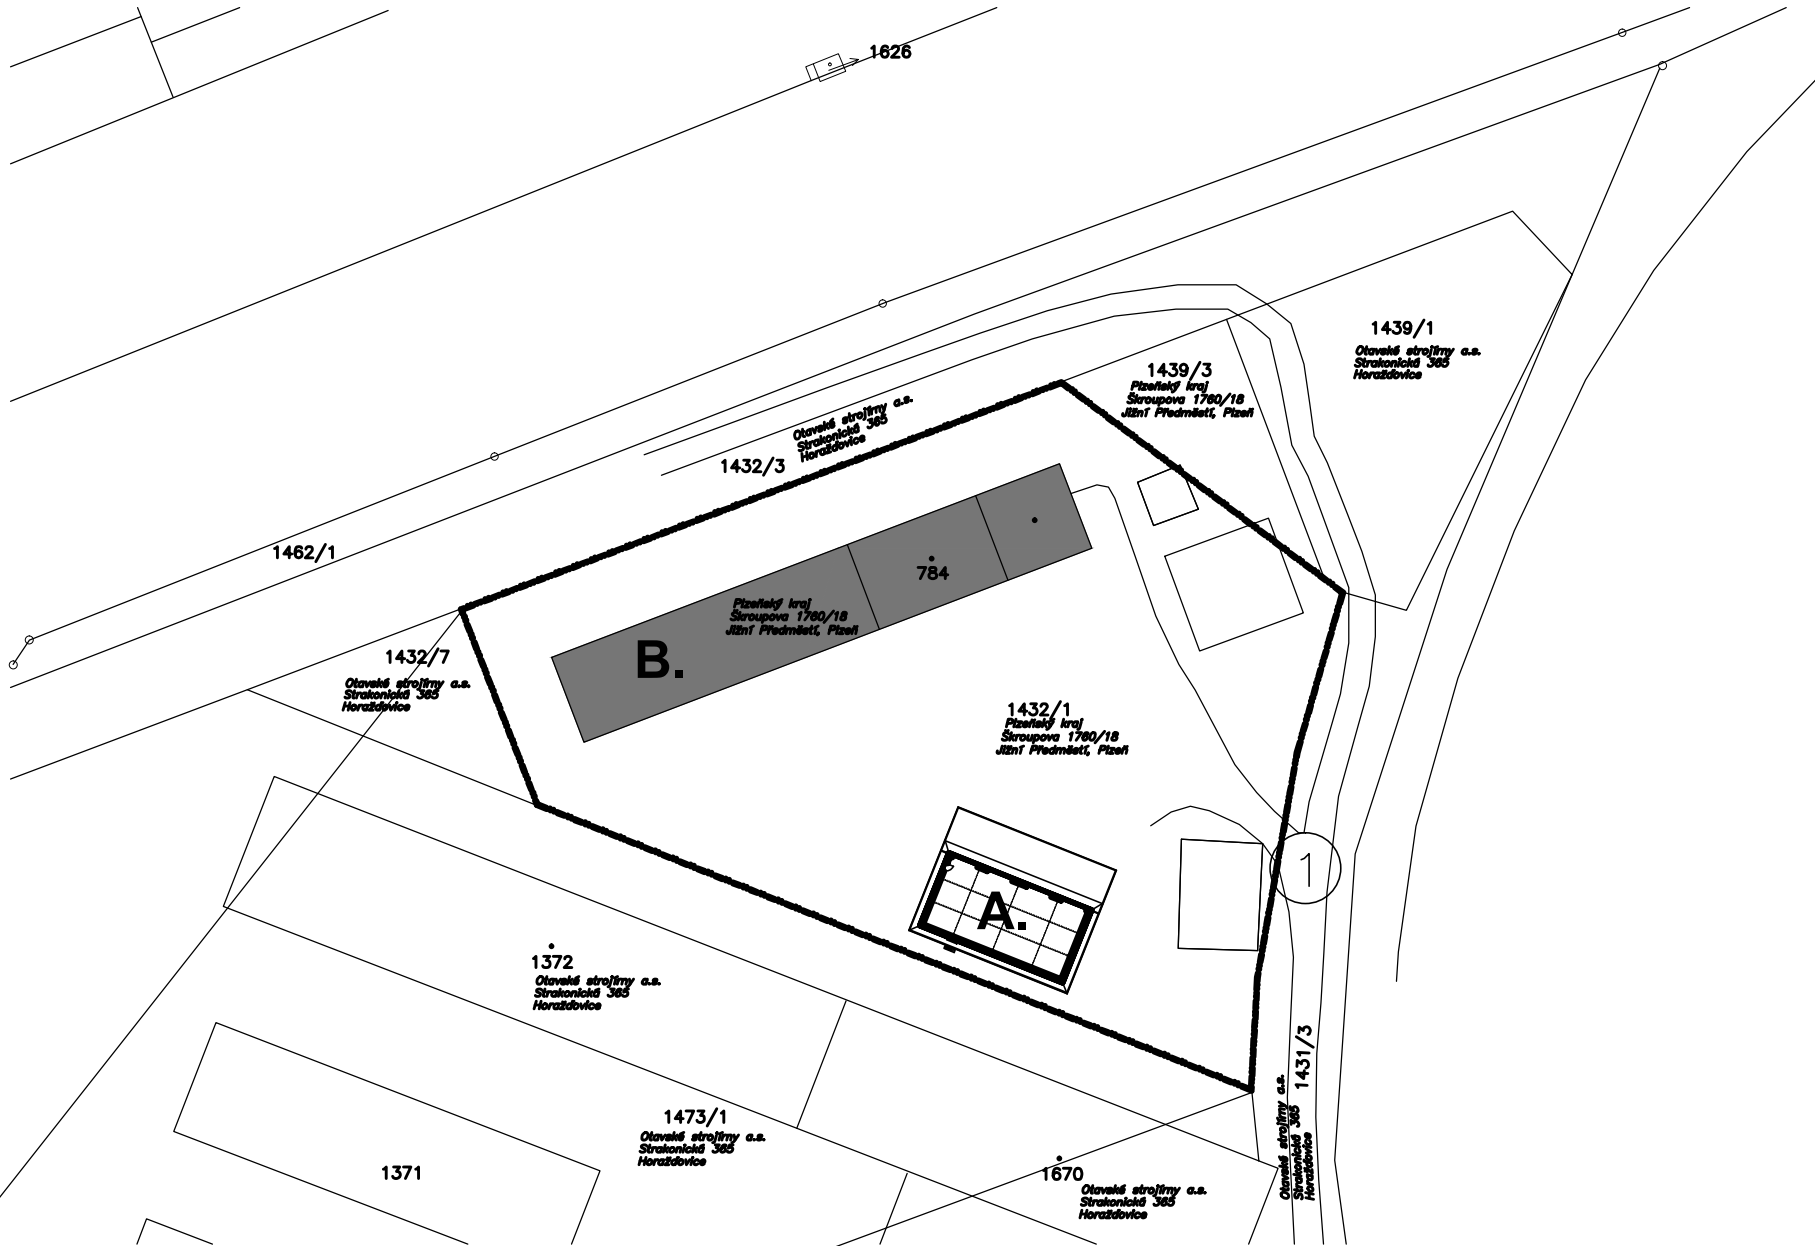 1626
1439/1
Otavské strojírny a.s.
Strakonická 365
Horažďovice
1439/3
Plzeňský kraj
Škroupova 1760/18
Jižní Předměstí, Plzeň
Otavské strojírny a.s.
Strakonická 365
Horažďovice
1432/3
1462/1
784
Plzeňský kraj
Škroupova 1760/18
Jižní Předměstí, Plzeň
B.
1432/7
Otavské strojírny a.s.
Strakonická 365
Horažďovice
1432/1
Plzeňský kraj
Škroupova 1760/18
Jižní Předměstí, Plzeň
A.
1
1372
Otavské strojírny a.s.
Strakonická 365
Horažďovice
1431/3
Otavské strojírny a.s.
Strakonická 365
Horažďovice
1473/1
Otavské strojírny a.s.
Strakonická 365
Horažďovice
1371
1670
Otavské strojírny a.s.
Strakonická 365
Horažďovice